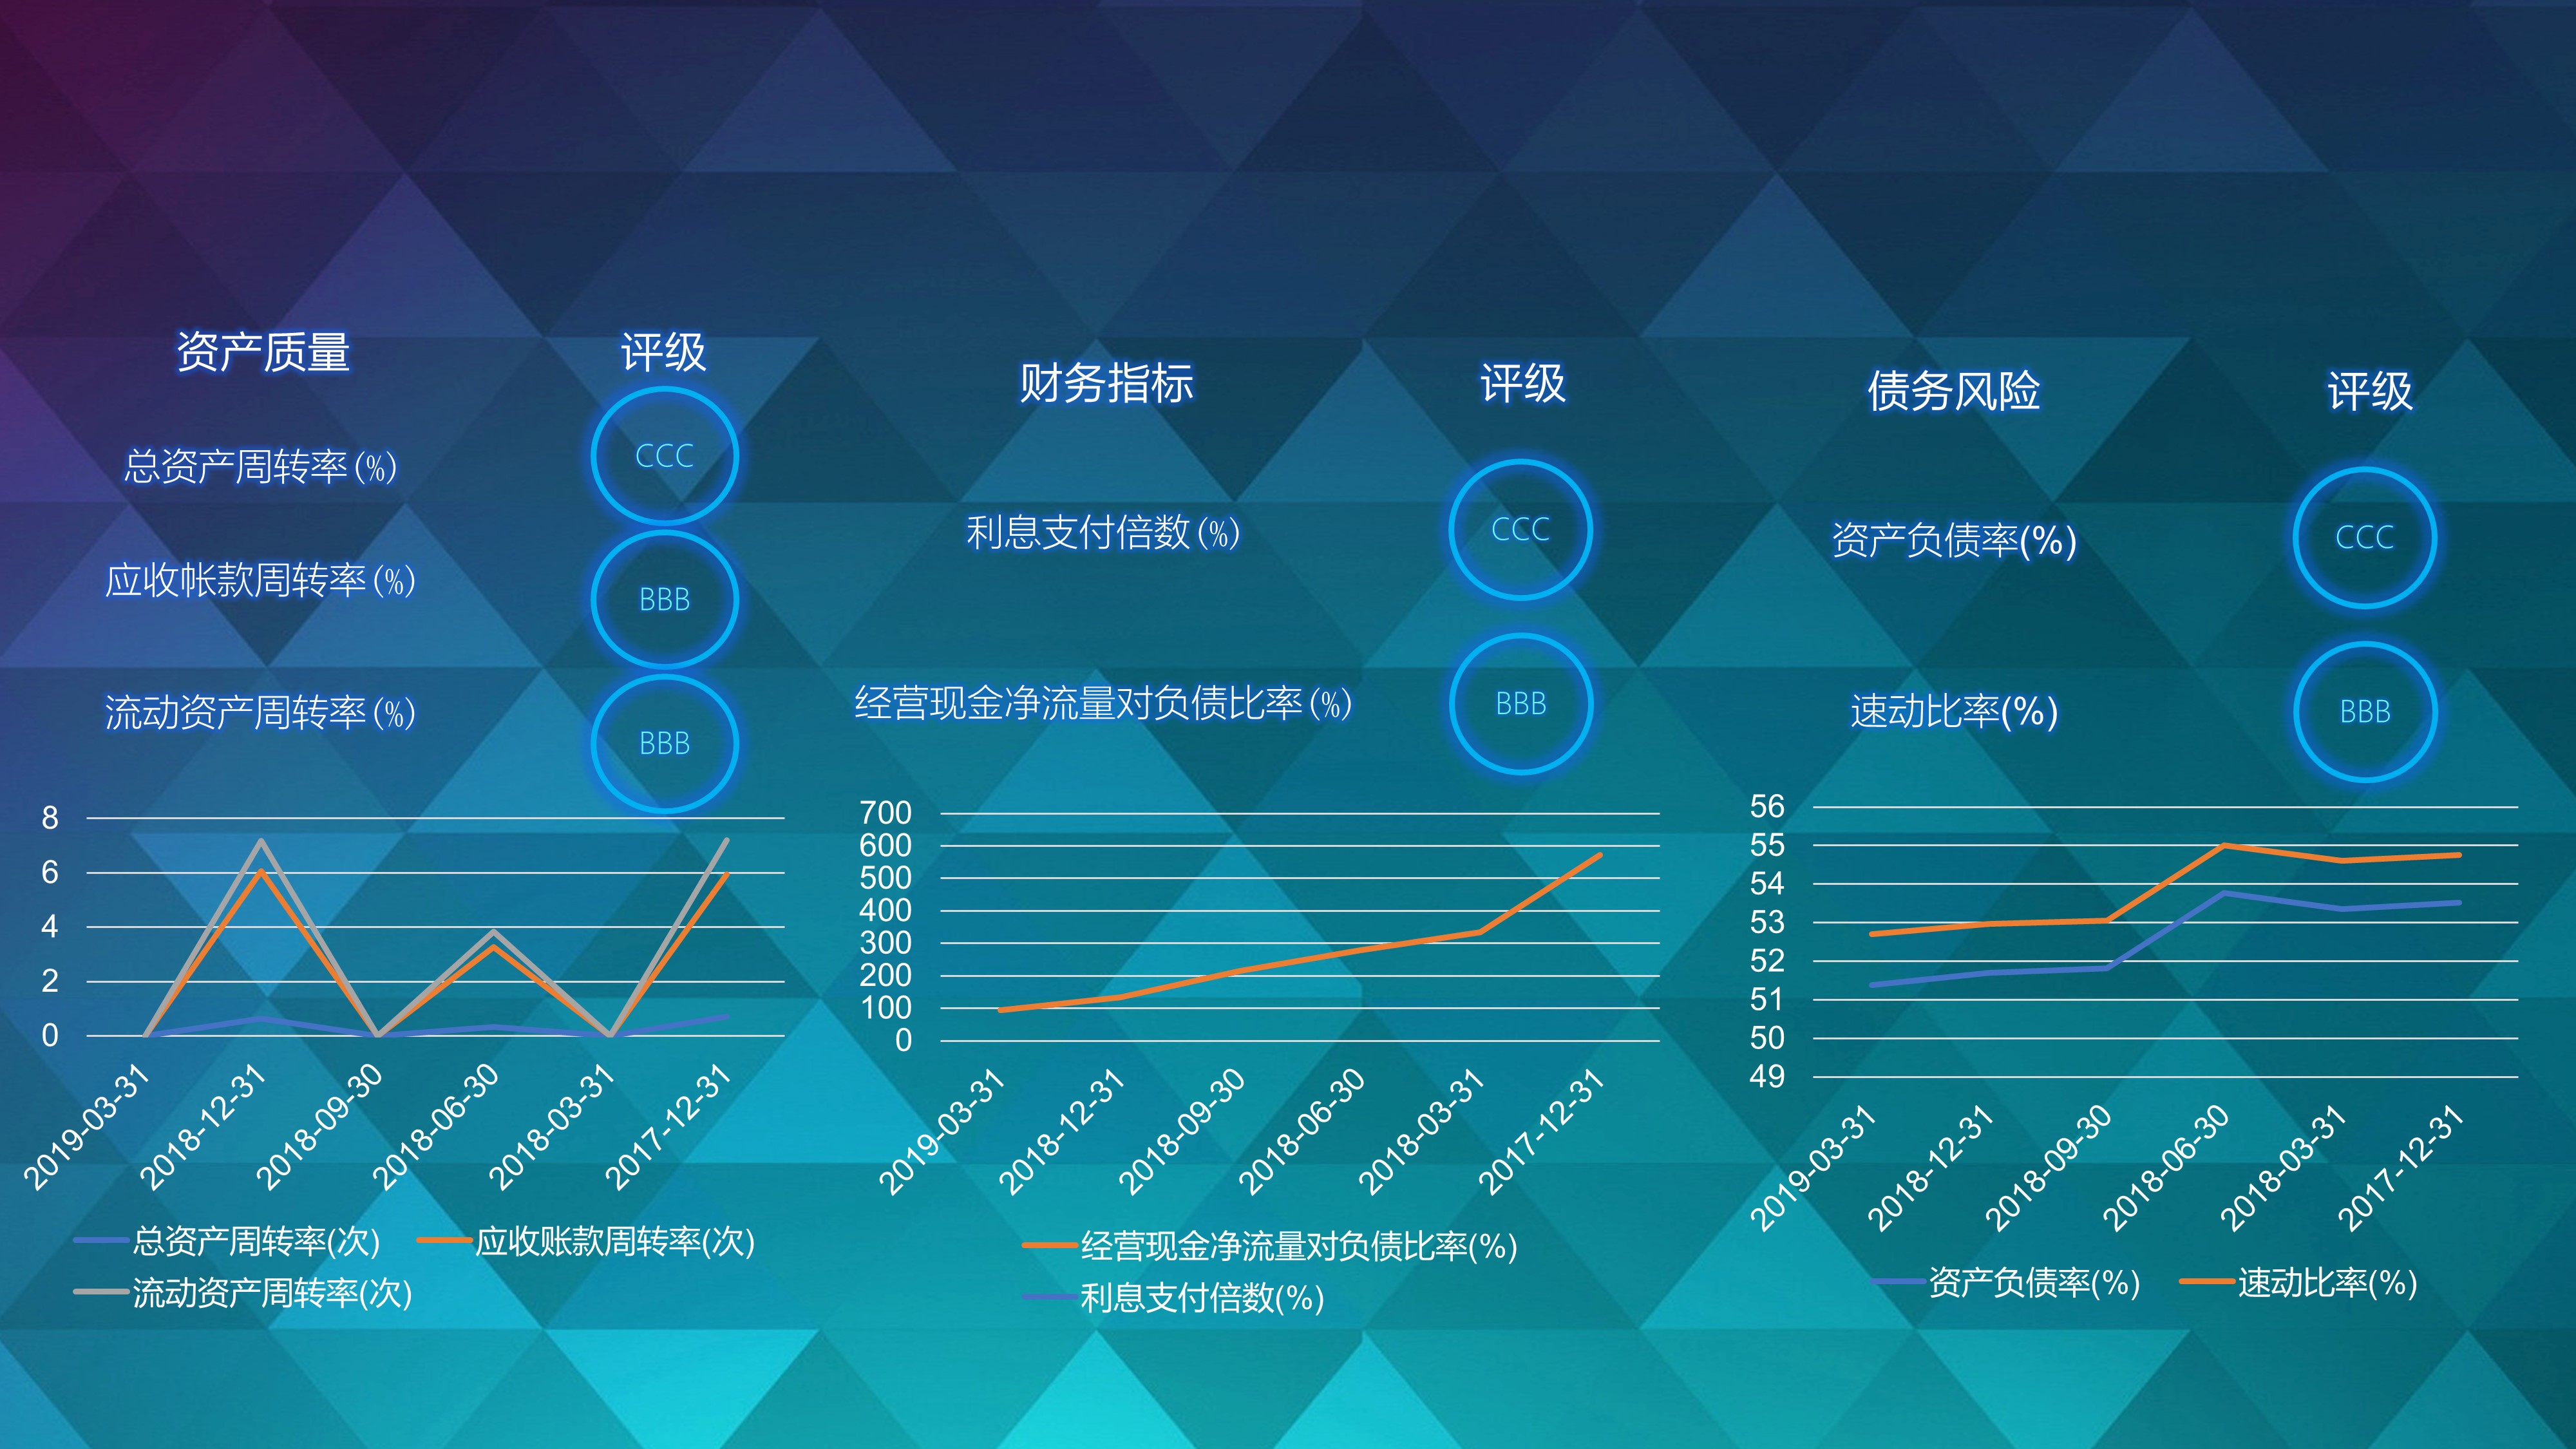 资产质量
评级
总资产周转率(%)
CCC
应收帐款周转率(%)
BBB
流动资产周转率(%)
BBB
8
6
4
2
0
2019-03-31
2018-12-31
2018-09-30
2018-06-30
2018-03-31
2017-12-31
总资产周转率(次)
应收账款周转率(次)
流动资产周转率(次)
财务指标
评级
利息支付倍数(%)
CCC
经营现金净流量对负债比率(%)
BBB
700
600
500
400
300
200
100
0
2019-03-31
2018-12-31
2018-09-30
2018-06-30
2018-03-31
2017-12-31
经营现金净流量对负债比率(%)
利息支付倍数(%)
债务风险
评级
资产负债率(%)
CCC
速动比率(%)
BBB
56
55
54
53
52
51
50
49
2019-03-31
2018-12-31
2018-09-30
2018-06-30
2018-03-31
2017-12-31
资产负债率(%)
速动比率(%)